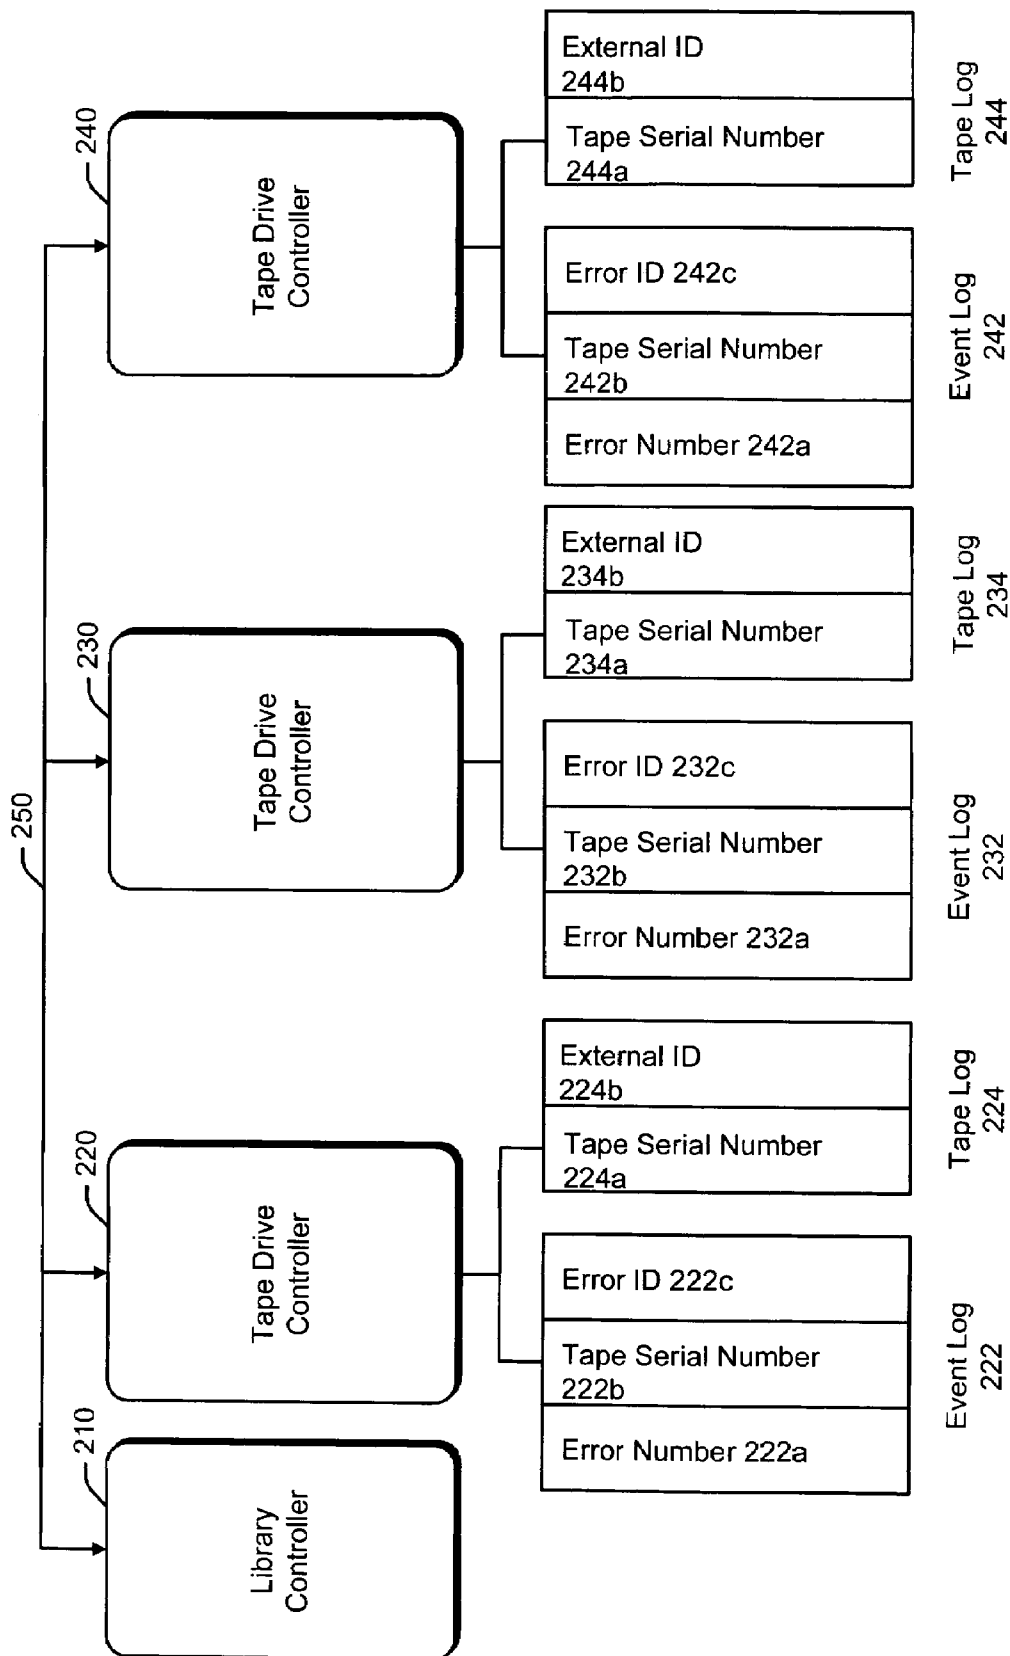 250
210
Library
Controller
220
Tape Drive
Controller
230
Tape Drive
Controller
240
Tape Drive
Controller
Error Number 222a
Tape Serial Number
222b
Error ID 222c
Event Log
222
Tape Serial Number
224a
External ID
224b
Tape Log
224
Error Number 232a
Tape Serial Number
232b
Error ID 232c
Event Log
232
Tape Serial Number
234a
External ID
234b
Tape Log
234
Error Number 242a
Tape Serial Number
242b
Error ID 242c
Event Log
242
Tape Serial Number
244a
External ID
244b
Tape Log
244